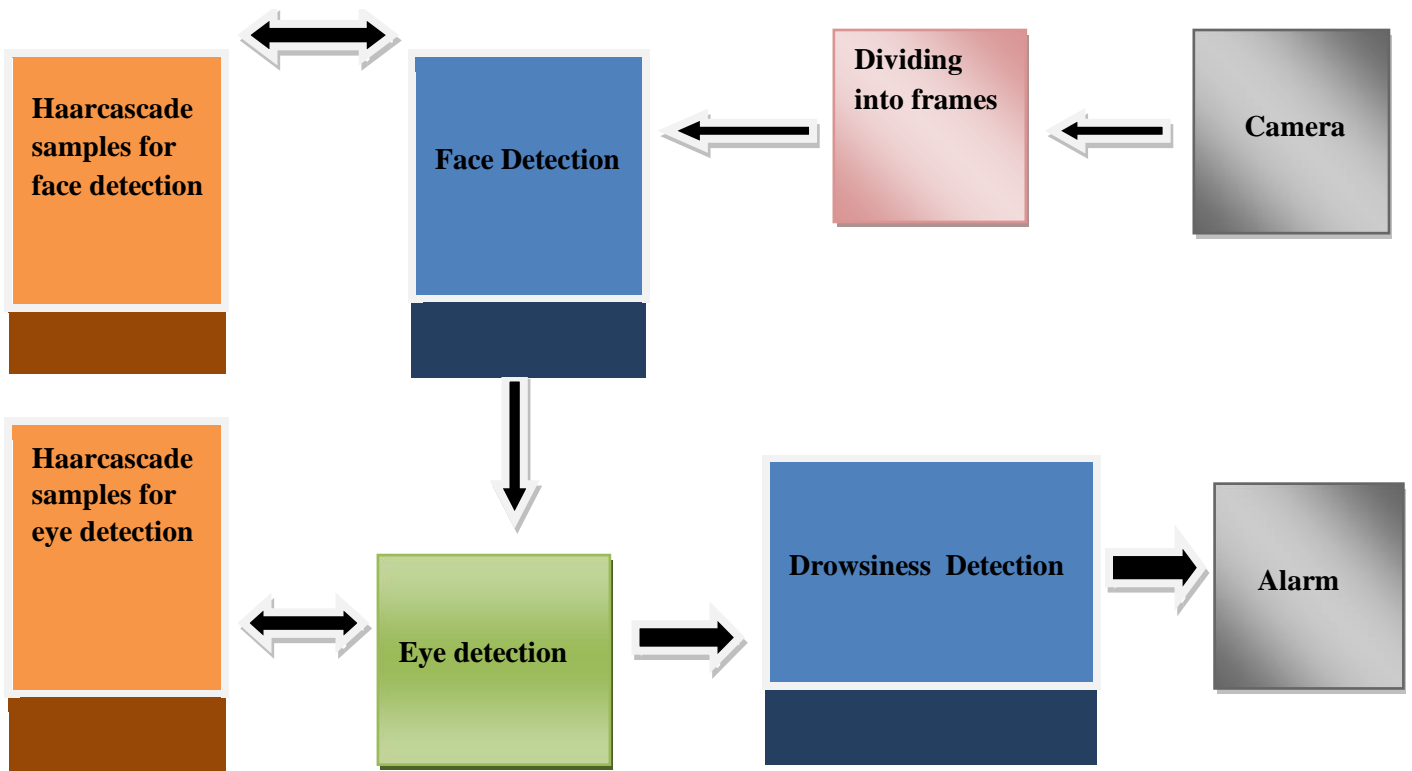 Haarcascade
samples for
face detection
Face Detection
Dividing
into frames
Camera
Haarcascade
samples for
eye detection
Eye detection
Drowsiness  Detection
Alarm